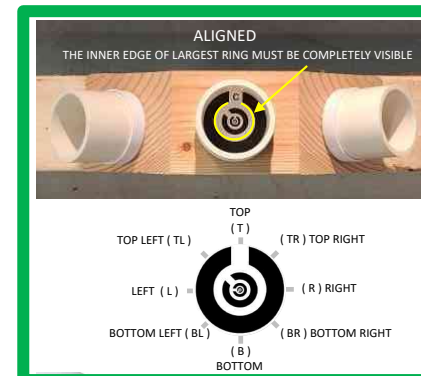 ALIGNED
THE INNER EDGE OF LARGEST RING MUST BE COMPLETELY VISIBLE
C
TOP
( T )
TOP LEFT ( TL )
( TR ) TOP RIGHT
LEFT ( L )
( R ) RIGHT
BOTTOM LEFT ( BL )
( BR ) BOTTOM RIGHT
( B )
BOTTOM